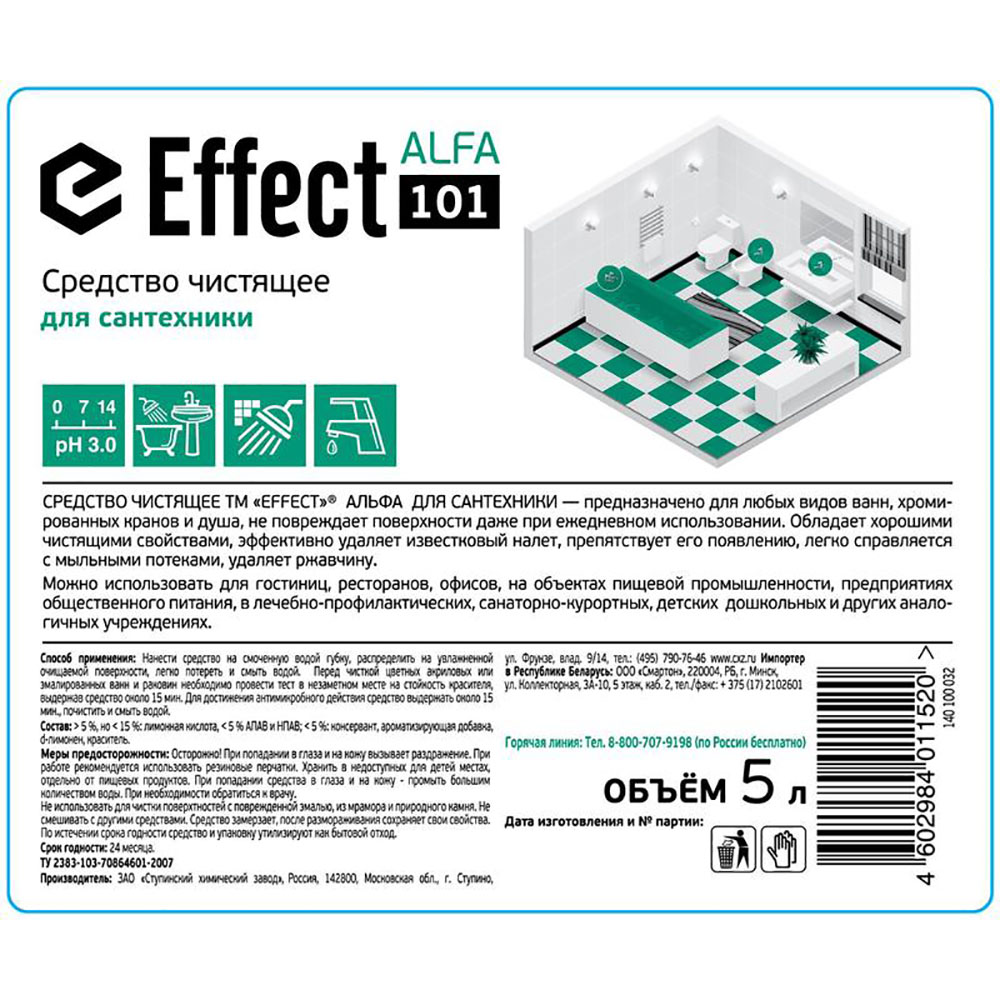 Effect
ALFA
101
Средство чистящее
для сантехники
0 7 14
pH 3.0
СРЕДСТВО ЧИСТЯЩЕЕ ТМ «EFFECT»® АЛЬФА ДЛЯ САНТЕХНИКИ — предназначено для любых видов ванн, хроми-
рованных кранов и душа, не повреждает поверхности даже при ежедневном использовании. Обладает хорошими
чистящими свойствами, эффективно удаляет известковый налет, препятствует его появлению, легко справляется
с мыльными потеками, удаляет ржавчину.
Можно использовать для гостиниц, ресторанов, офисов, на объектах пищевой промышленности, предприятиях
общественного питания, в лечебно-профилактических, санаторно-курортных, детских дошкольных и других анало-
гичных учреждениях.
Способ применения: Нанести средство на смоченную водой губку, распределить на увлажненной
очищаемой поверхности, легко потереть и смыть водой. Перед чисткой цветных акриловых или
эмалированных ванн и раковин необходимо провести тест в незаметном месте на стойкость красителя,
выдержав средство около 15 мин. Для достижения антимикробного действия средство выдержать около 15
мин., почистить и смыть водой.
Состав: > 5 %, но < 15 %: лимонная кислота, < 5 % АПАВ и НПАВ; < 5 %: консервант, ароматизирующая добавка,
d-лимонен, краситель.
Меры предосторожности: Осторожно! При попадании в глаза и на кожу вызывает раздражение. При
работе рекомендуется использовать резиновые перчатки. Хранить в недоступных для детей местах,
отдельно от пищевых продуктов. При попадании средства в глаза и на кожу - промыть большим
количеством воды. При необходимости обратиться к врачу.
Не использовать для чистки поверхностей с поврежденной эмалью, из мрамора и природного камня. Не
смешивать с другими средствами. Средство замерзает, после размораживания сохраняет свои свойства.
По истечении срока годности средство и упаковку утилизируют как бытовой отход.
Срок годности: 24 месяца.
ТУ 2383-103-70864601-2007
Производитель: ЗАО «Ступинский химический завод», Россия, 142800, Московская обл., г. Ступино,
ул. Фрунзе, влад. 9/14, тел.: (495) 790-76-46 www.cxz.ru Импортер
в Республике Беларусь: ООО «Смартон», 220004, РБ, г. Минск,
ул. Коллекторная, 3А-10, 5 этаж, каб. 2, тел./факс: + 375 (17) 2102601
Горячая линия: Тел. 8-800-707-9198 (по России бесплатно)
ОБЪЁМ 5 л
Дата изготовления и № партии:
4 602984 011520 >
140 100 032